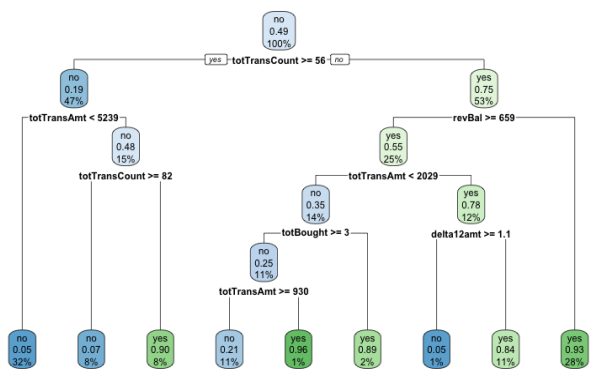 no
0.49
100%
yes totTransCount >= 56 no
no
0.19
47%
yes
0.75
53%
totTransAmt < 5239
revBal >= 659
no
0.48
15%
yes
0.55
25%
totTransCount >= 82
totTransAmt < 2029
no
0.35
14%
yes
0.78
12%
totBought >= 3
delta12amt >= 1.1
no
0.25
11%
totTransAmt >= 930
no
0.05
32%
no
0.07
8%
yes
0.90
8%
no
0.21
11%
yes
0.96
1%
yes
0.89
2%
no
0.05
1%
yes
0.84
11%
yes
0.93
28%